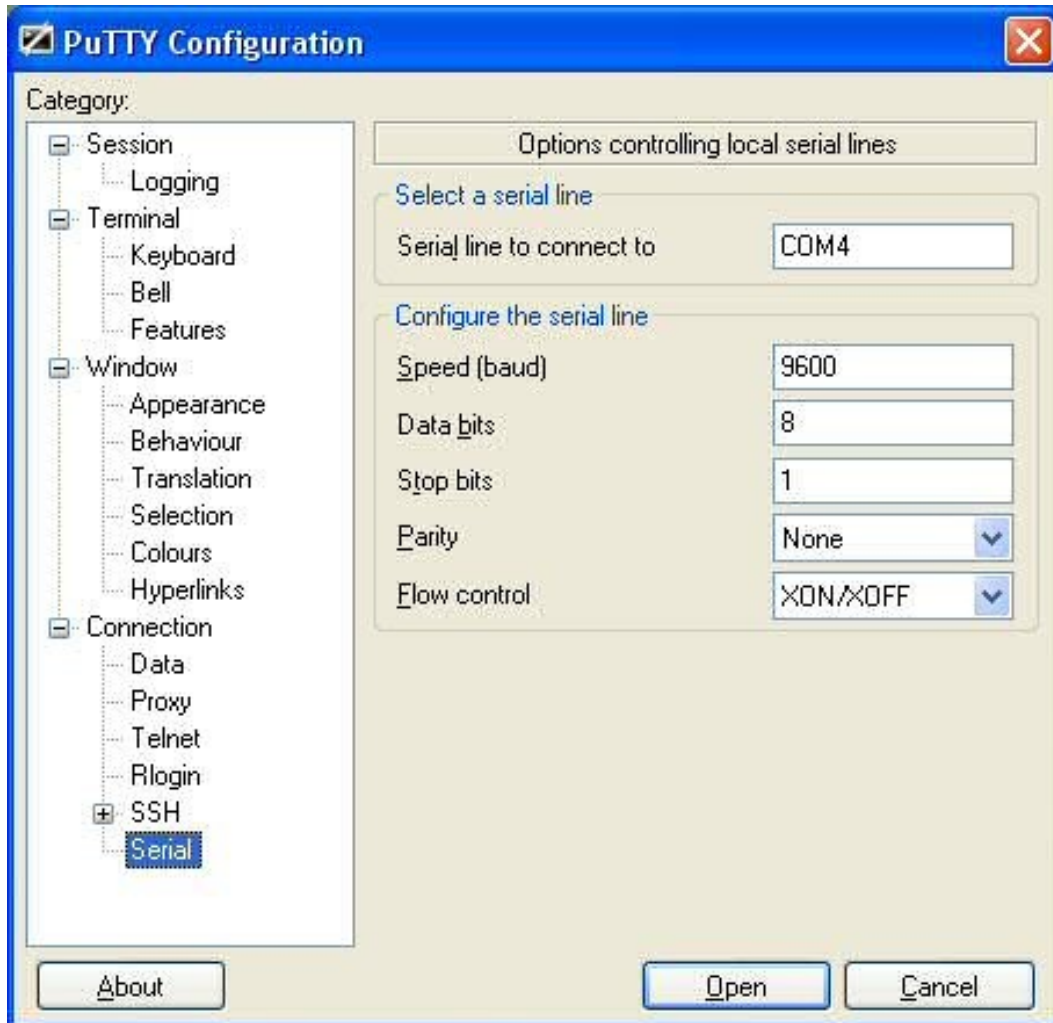 PuTTY Configuration
Category:
Session
Logging
Terminal
Keyboard
Bell
Features
Window
Appearance
Behaviour
Translation
Selection
Colours
Hyperlinks
Connection
Data
Proxy
Telnet
Rlogin
SSH
Serial
Options controlling local serial lines
Select a serial line
Serial line to connect to COM4
Configure the serial line
Speed (baud) 9600
Data bits 8
Stop bits 1
Parity None
Flow control XON/XOFF
About Open Cancel